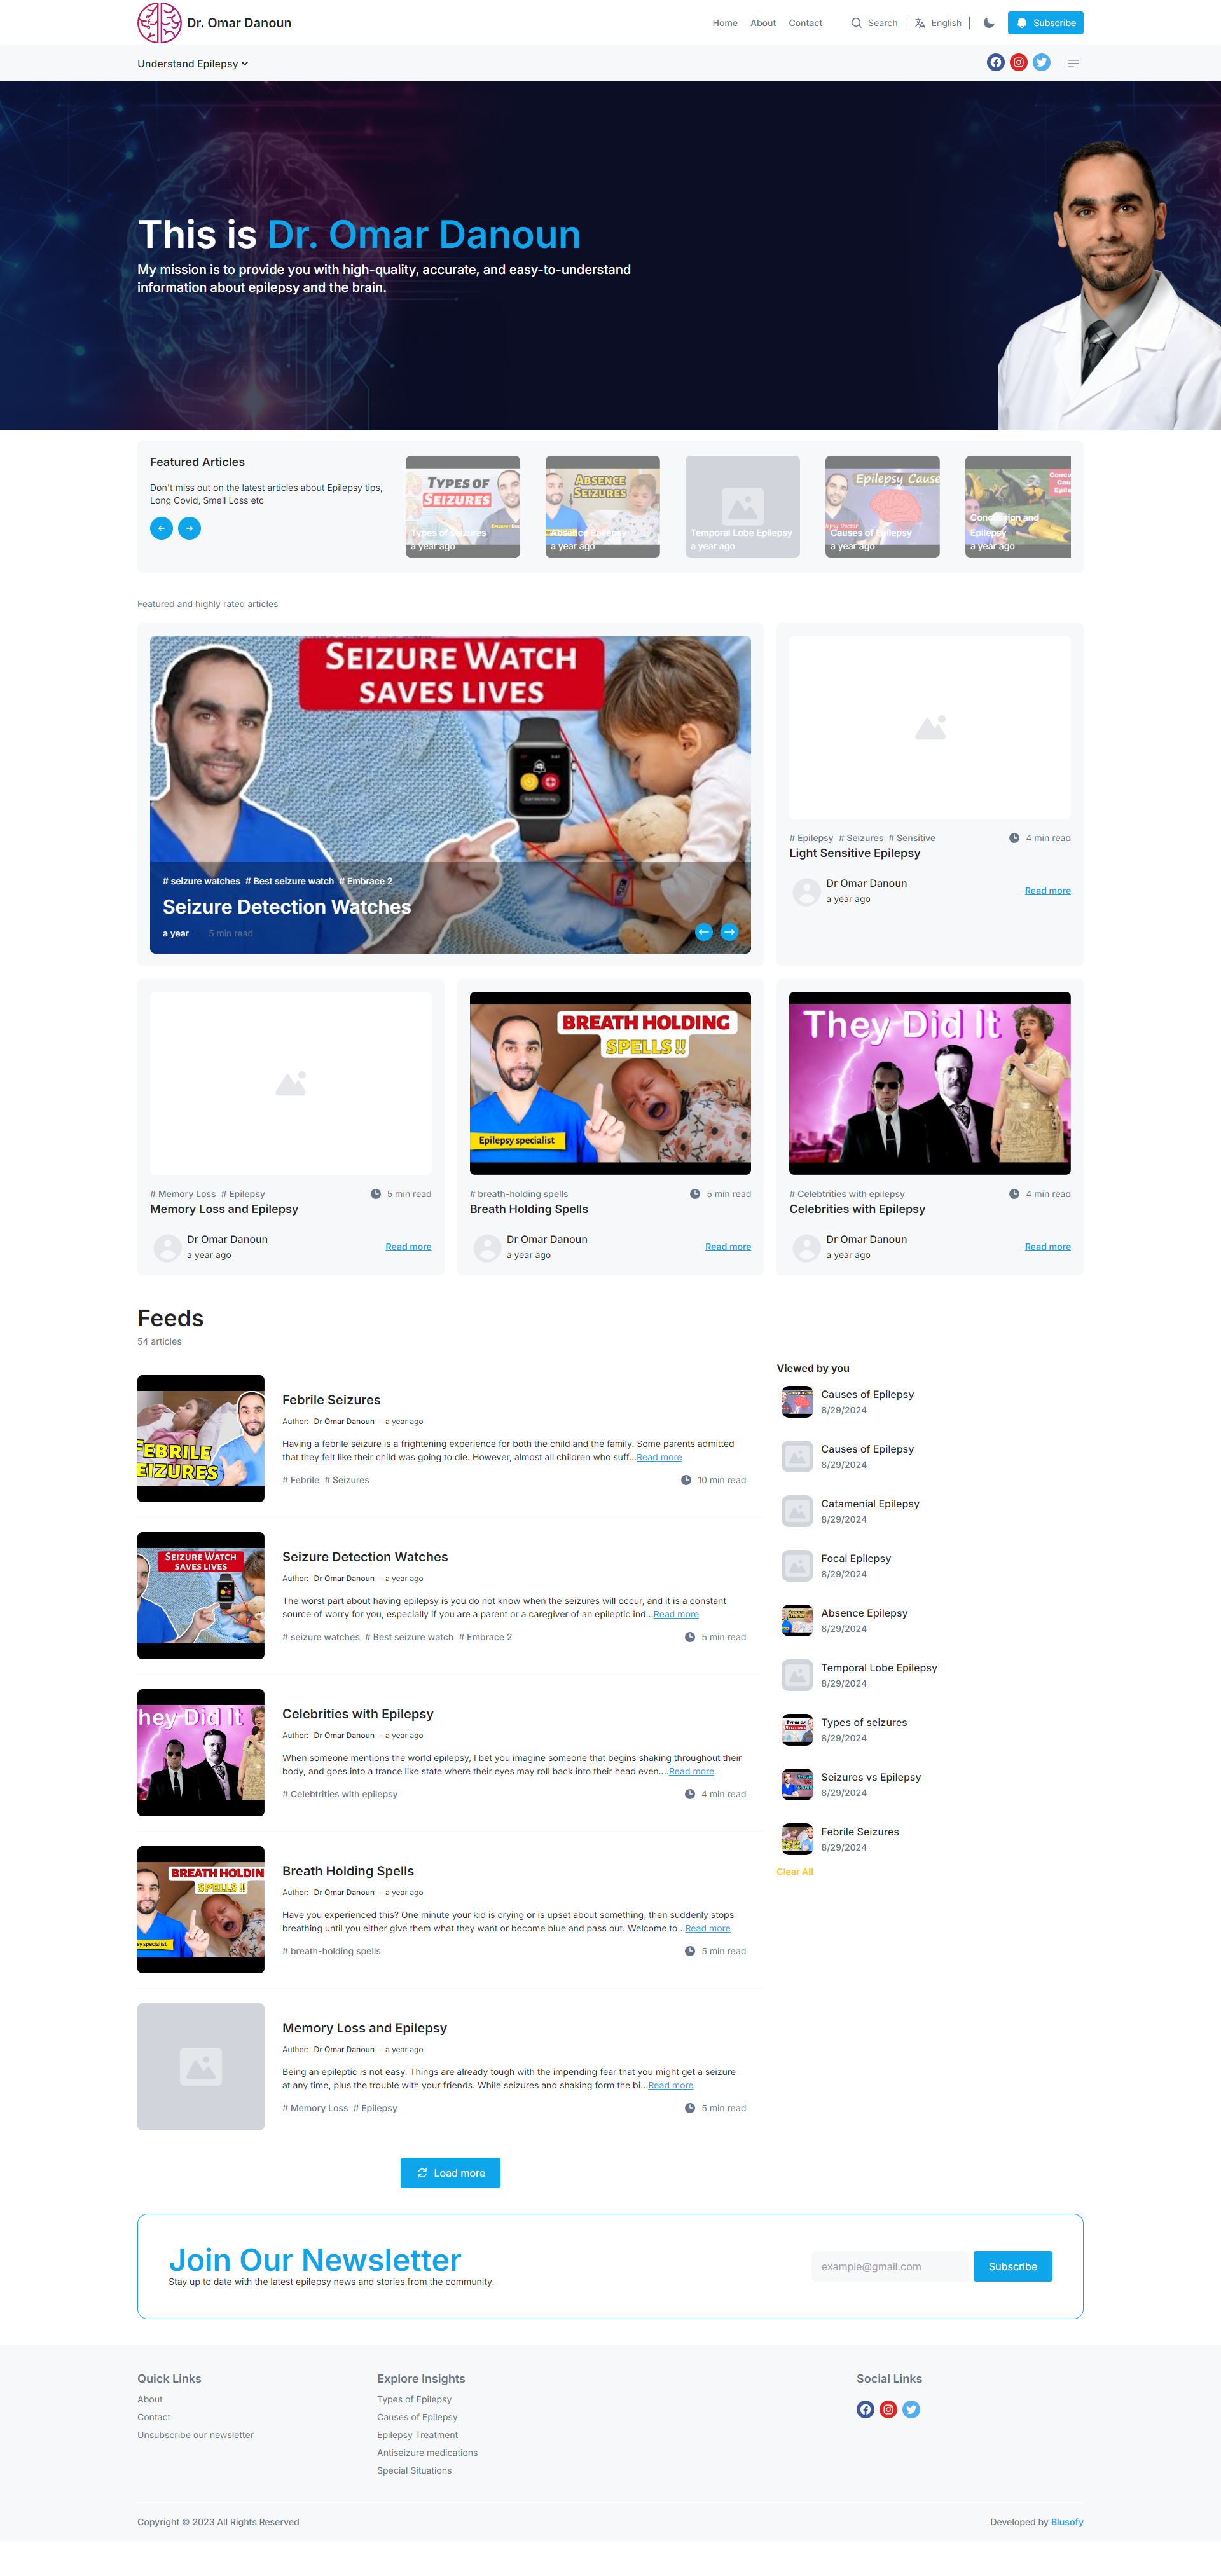 Dr. Omar Danoun
Home About Contact Search English Subscribe
Understand Epilepsy
This is Dr. Omar Danoun
My mission is to provide you with high-quality, accurate, and easy-to-understand
information about epilepsy and the brain.
Featured Articles
Don't miss out on the latest articles about Epilepsy tips,
Long Covid, Smell Loss etc
TYPES OF
SEIZURES
Types of seizures
a year ago
ABSENCE
SEIZURES
Absence Epilepsy
a year ago
Temporal Lobe Epilepsy
a year ago
Epilepsy Cause
Causes of Epilepsy
a year ago
Concussion and
Epilepsy
a year ago
Featured and highly rated articles
SEIZURE WATCH
SAVES LIVES
# seizure watches # Best seizure watch # Embrace 2
Seizure Detection Watches
a year 5 min read
# Epilepsy # Seizures # Sensitive 4 min read
Light Sensitive Epilepsy
Dr Omar Danoun
a year ago
Read more
# Memory Loss # Epilepsy 5 min read
Memory Loss and Epilepsy
Dr Omar Danoun
a year ago
Read more
BREATH HOLDING
SPELLS !!
Epilepsy specialist
# breath-holding spells 5 min read
Breath Holding Spells
Dr Omar Danoun
a year ago
Read more
They Did It
# Celebtrities with epilepsy 4 min read
Celebrities with Epilepsy
Dr Omar Danoun
a year ago
Read more
Feeds
54 articles
FEBRILE
EIZURES
Febrile Seizures
Author: Dr Omar Danoun - a year ago
Having a febrile seizure is a frightening experience for both the child and the family. Some parents admitted
that they felt like their child was going to die. However, almost all children who suff...Read more
# Febrile # Seizures 10 min read
SEIZURE WATCH
SAVES LIVES
Seizure Detection Watches
Author: Dr Omar Danoun - a year ago
The worst part about having epilepsy is you do not know when the seizures will occur, and it is a constant
source of worry for you, especially if you are a parent or a caregiver of an epileptic ind...Read more
# seizure watches # Best seizure watch # Embrace 2 5 min read
hey Did It
Celebrities with Epilepsy
Author: Dr Omar Danoun - a year ago
When someone mentions the world epilepsy, I bet you imagine someone that begins shaking throughout their
body, and goes into a trance like state where their eyes may roll back into their head even....Read more
# Celebtrities with epilepsy 4 min read
BREATH HOLDIN
SPELLS !!
sy specialist
Breath Holding Spells
Author: Dr Omar Danoun - a year ago
Have you experienced this? One minute your kid is crying or is upset about something, then suddenly stops
breathing until you either give them what they want or become blue and pass out. Welcome to...Read more
# breath-holding spells 5 min read
Memory Loss and Epilepsy
Author: Dr Omar Danoun - a year ago
Being an epileptic is not easy. Things are already tough with the impending fear that you might get a seizure
at any time, plus the trouble with your friends. While seizures and shaking form the bi...Read more
# Memory Loss # Epilepsy 5 min read
Load more
Viewed by you
Causes of Epilepsy
8/29/2024
Causes of Epilepsy
8/29/2024
Catamenial Epilepsy
8/29/2024
Focal Epilepsy
8/29/2024
Absence Epilepsy
8/29/2024
Temporal Lobe Epilepsy
8/29/2024
Types of seizures
8/29/2024
Seizures vs Epilepsy
8/29/2024
Febrile Seizures
8/29/2024
Clear All
Join Our Newsletter
Stay up to date with the latest epilepsy news and stories from the community.
example@gmail.com Subscribe
Quick Links
About
Contact
Unsubscribe our newsletter
Explore Insights
Types of Epilepsy
Causes of Epilepsy
Epilepsy Treatment
Antiseizure medications
Special Situations
Social Links
Copyright © 2023 All Rights Reserved
Developed by Blusofy